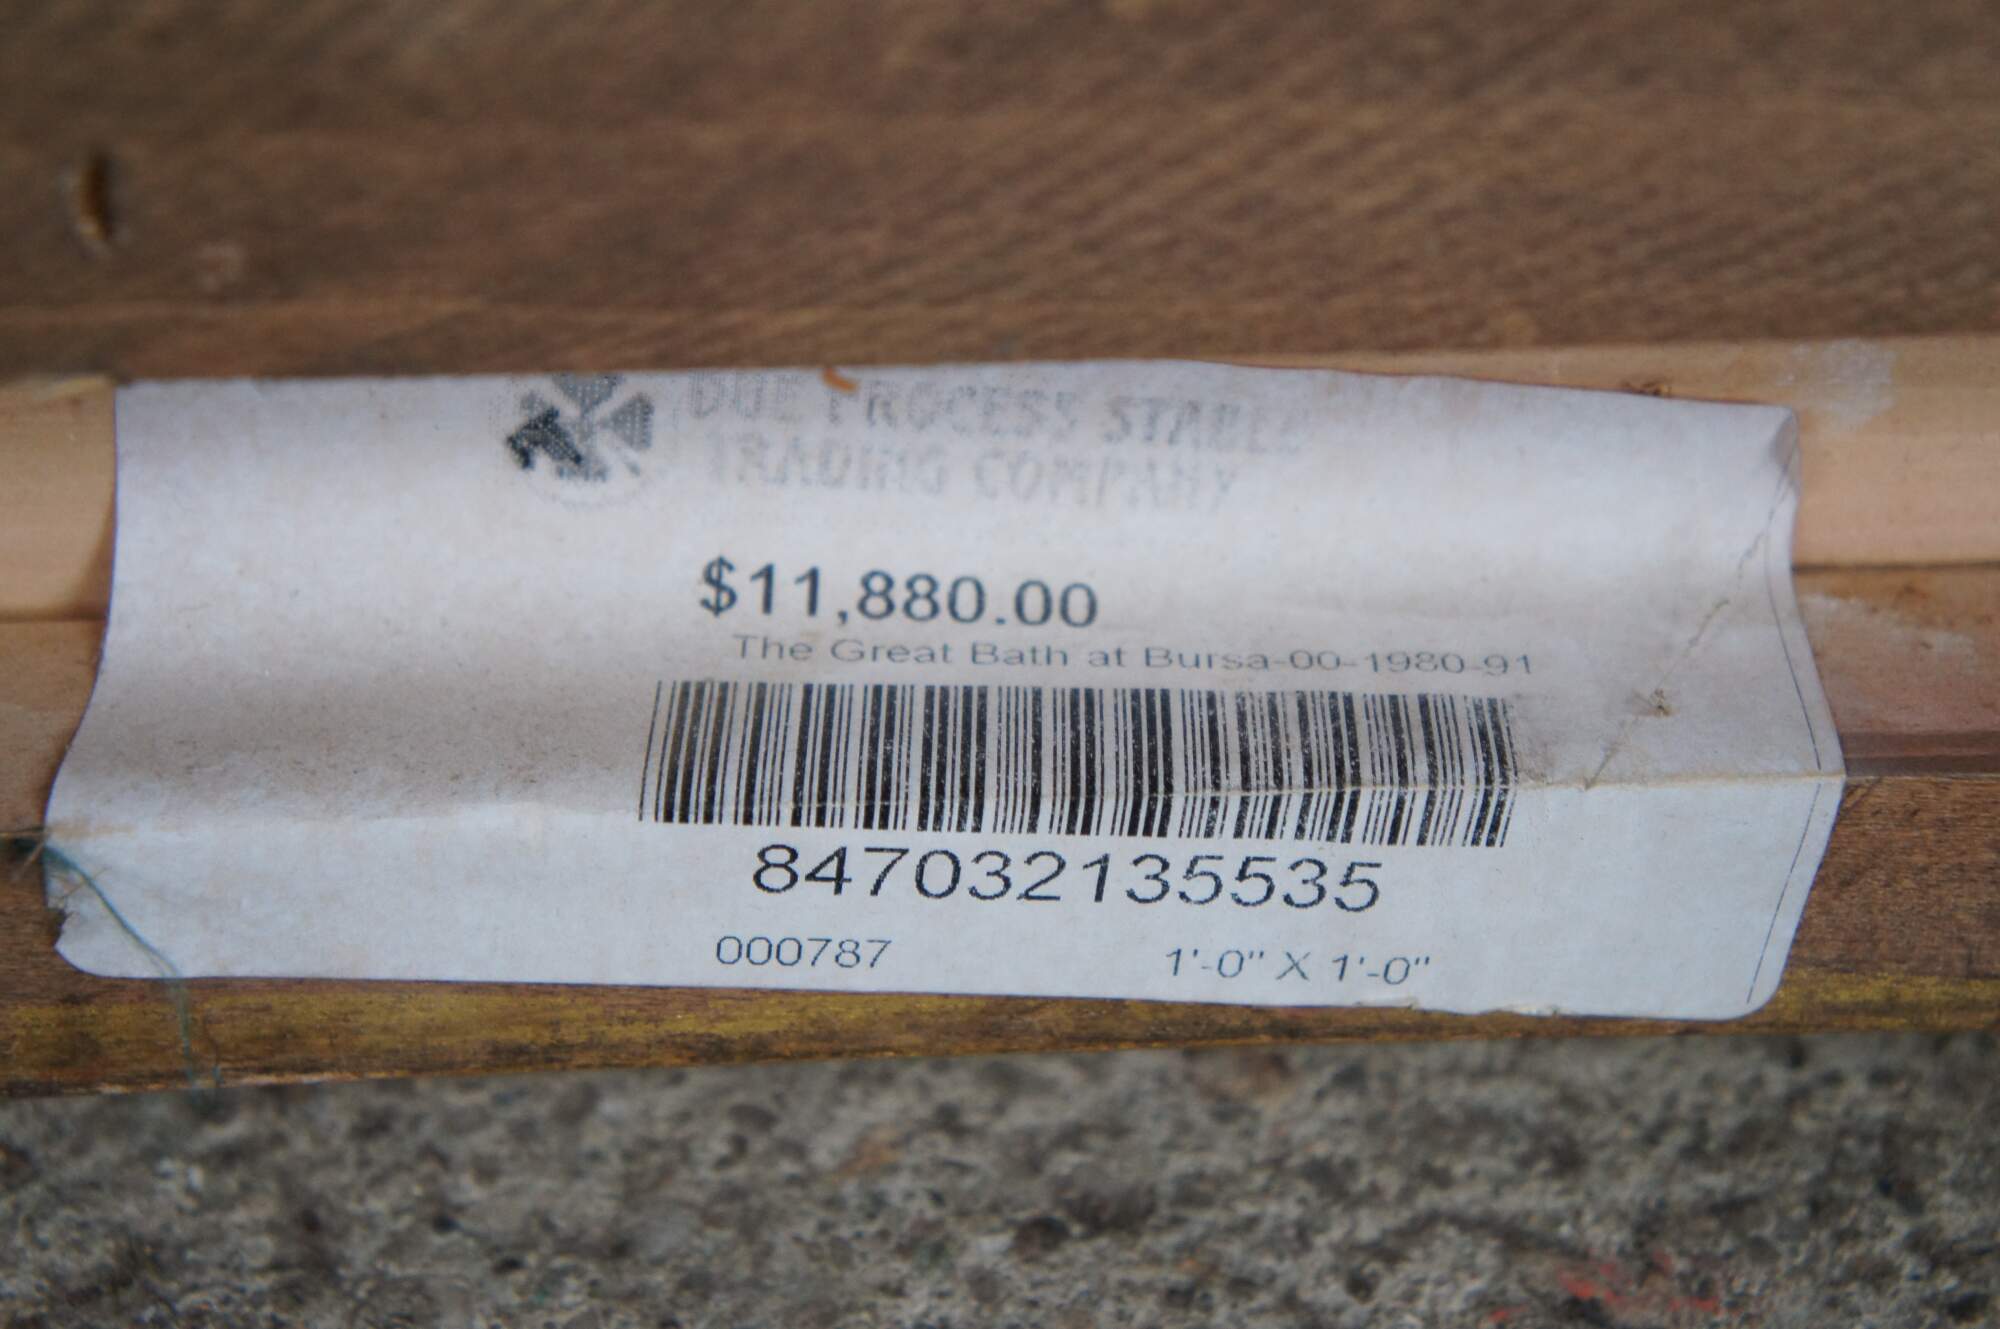 DUE PROCESS STABLE
TRADING COMPANY
$11,880.00
The Great Bath at Bursa-00-1980-91
847032135535
000787 1'-0" X 1'-0"